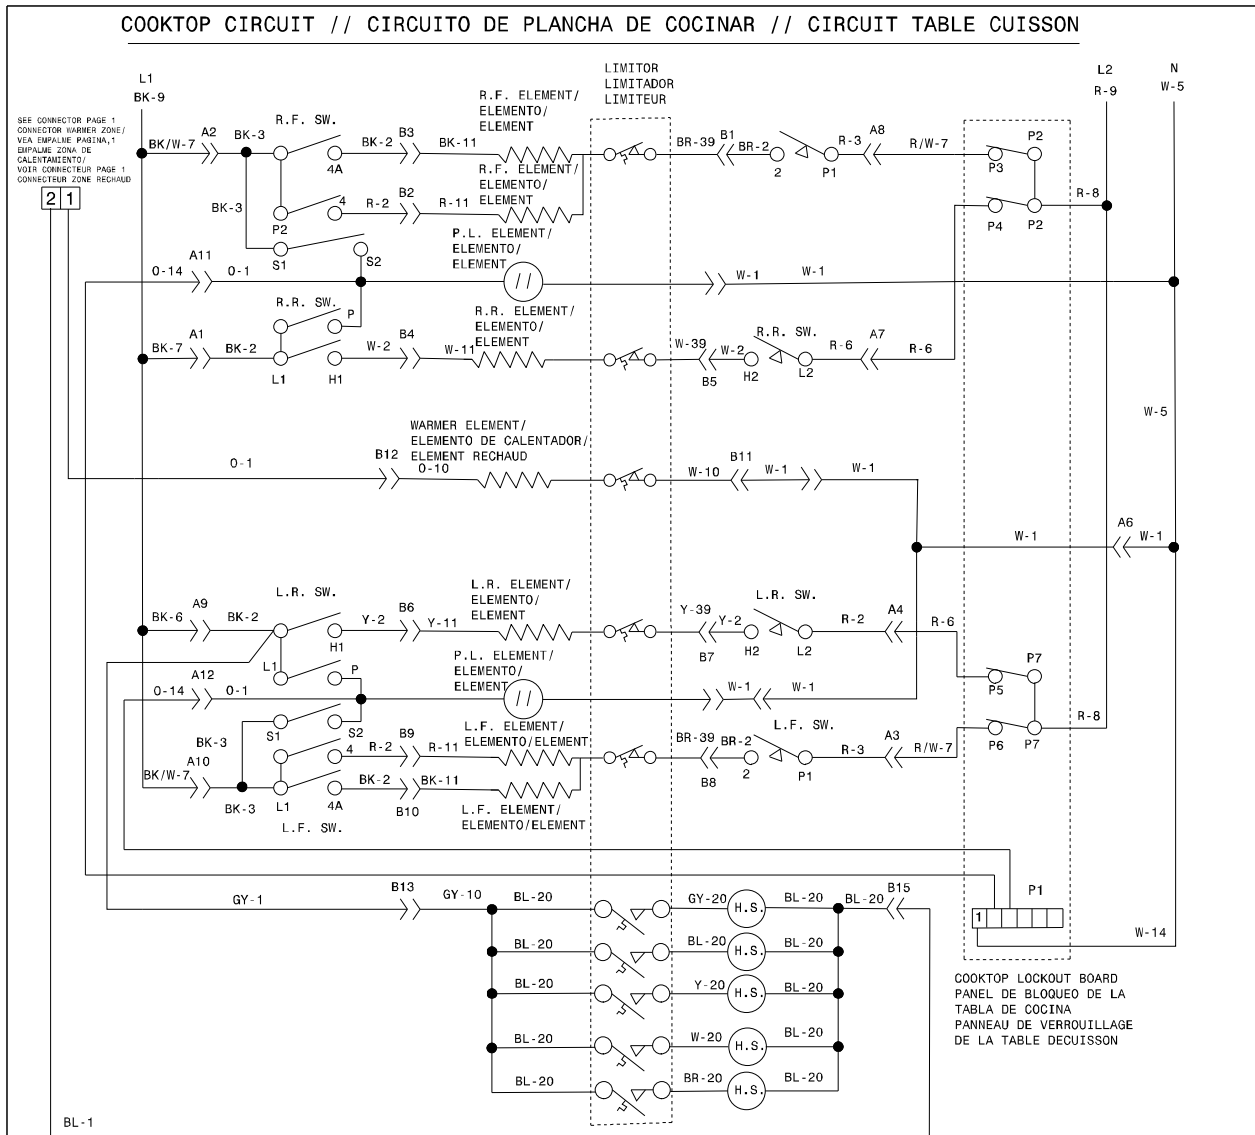 COOKTOP CIRCUIT // CIRCUITO DE PLANCHA DE COCINAR // CIRCUIT TABLE CUISSON
L1
BK-9
LIMITOR
LIMITADOR
LIMITEUR
L2
R-9
N
W-5
SEE CONNECTOR PAGE 1
CONNECTOR WARMER ZONE/
VEA EMPALME PAGINA,1
EMPALME ZONA DE
CALENTAMIENTO/
VOIR CONNECTEUR PAGE 1
CONNECTEUR ZONE RECHAUD
2 1
R.F. ELEMENT/
ELEMENTO/
ELEMENT
R.F. SW.
BK/W-7 A2 BK-3 4A BK-2 B3 BK-11 BR-39 B1 BR-2 2 P1 R-3 A8 R/W-7 P3 P2
R.F. ELEMENT/
ELEMENTO/
ELEMENT
BK-3 P2 4 R-2 B2 R-11 P4 P2 R-8
S1 S2
P.L. ELEMENT/
ELEMENTO/
ELEMENT
O-14 A11 O-1 W-1 W-1
R.R. SW.
P
R.R. ELEMENT/
ELEMENTO/
ELEMENT
BK-7 A1 BK-2 L1 H1 W-2 B4 W-11 W-39 B5 W-2 H2 R.R. SW. L2 R-6 A7 R-6
W-5
WARMER ELEMENT/
ELEMENTO DE CALENTADOR/
ELEMENT RECHAUD
O-1 B12 O-10 W-10 B11 W-1 W-1
W-1 A6 W-1
L.R. ELEMENT/
ELEMENTO/
ELEMENT
L.R. SW.
BK-6 A9 BK-2 H1 Y-2 B6 Y-11 Y-39 B7 Y-2 H2 L.R. SW. L2 R-2 A4 R-6
L1 P
P5 P7
P.L. ELEMENT/
ELEMENTO/
ELEMENT
O-14 A12 O-1 W-1 W-1
S1 S2
L.F. ELEMENT/
ELEMENTO/ELEMENT
BK-3 4 R-2 B9 R-11 BR-39 B8 BR-2 2 L.F. SW. P1 R-3 A3 R/W-7 P6 P7 R-8
BK/W-7 A10 BK-3 L1 4A BK-2 B10 BK-11
L.F. SW.
L.F. ELEMENT/
ELEMENTO/ELEMENT
P1
1
W-14
GY-1 B13 GY-10 BL-20 GY-20 H.S. BL-20 BL-20 B15
BL-20 BL-20 H.S. BL-20
BL-20 Y-20 H.S. BL-20
BL-20 W-20 H.S. BL-20
BL-20 BR-20 H.S. BL-20
COOKTOP LOCKOUT BOARD
PANEL DE BLOQUEO DE LA
TABLA DE COCINA
PANNEAU DE VERROUILLAGE
DE LA TABLE DECUISSON
BL-1